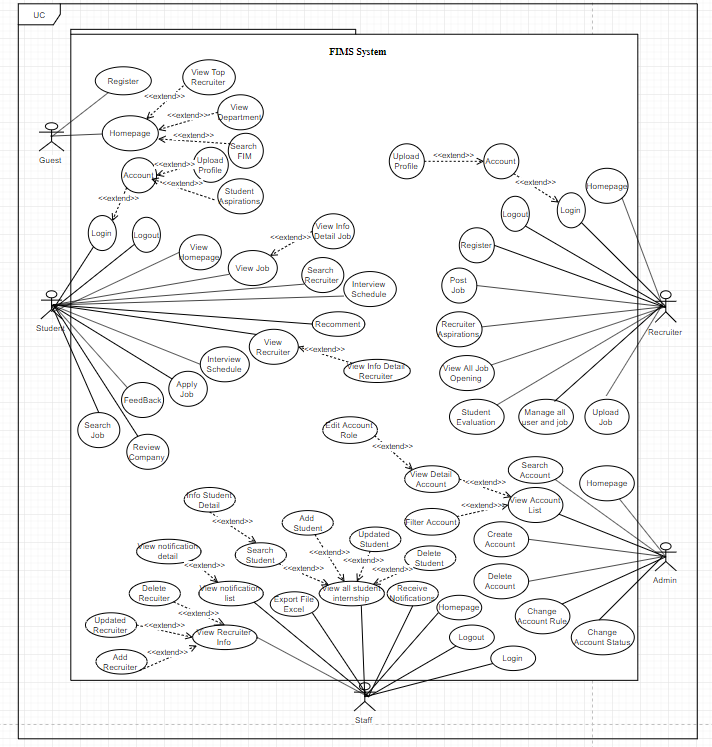 UC
FIMS System
Register
View Top
Recruiter
<<extend>>
View
Department
<<extend>>
Homepage
<<extend>>
Search
FIM
Guest
Account
<<extend>>
Upload
Profile
<<extend>>
Student
Aspirations
<<extend>>
Login
Logout
View
Homepage
View Job
<<extend>>
View Info
Detail Job
Search
Recruiter
Interview
Schedule
Student
Recomment
View
Recruiter
<<extend>>
View Info Detail
Recruiter
Interview
Schedule
Apply
Job
FeedBack
Search
Job
Review
Company
Upload
Profile
<<extend>>
Account
<<extend>>
Login
Homepage
Logout
Register
Post
Job
Recruiter
Recruiter
Aspirations
View All Job
Opening
Student
Evaluation
Manage all
user and job
Upload
Job
Edit Account
Role
<<extend>>
View Detail
Account
<<extend>>
Search
Account
Homepage
View Account
List
Filter Account
<<extend>>
Create
Account
Admin
Delete
Account
Change
Account Rule
Change
Account Status
Info Student
Detail
<<extend>>
Search
Student
<<extend>>
Add
Student
<<extend>>
Updated
Student
<<extend>>
Delete
Student
<<extend>>
View notification
detail
<<extend>>
View notification
list
Export File
Excel
View all student
internship
Receive
Notifications
Delete
Recuiter
<<extend>>
Updated
Recruiter
<<extend>>
View Recruiter
Info
Add
Recruiter
<<extend>>
Homepage
Logout
Login
Staff